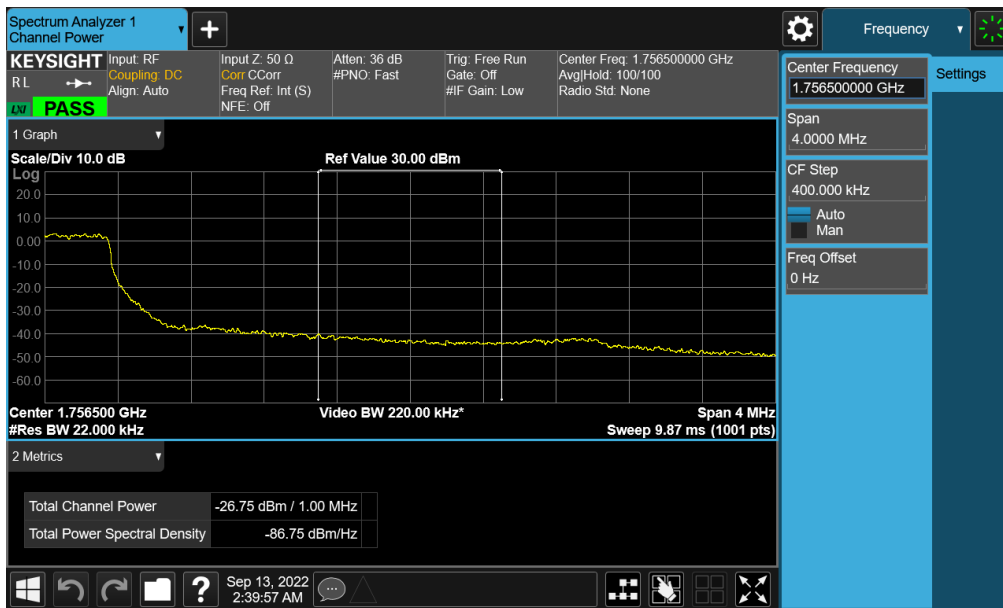 Spectrum Analyzer 1
Channel Power
Frequency
KEYSIGHT
R L
LXI PASS
Input: RF
Coupling: DC
Align: Auto
Input Z: 50 Ω
Corr CCorr
Freq Ref: Int (S)
NFE: Off
Atten: 36 dB
#PNO: Fast
Trig: Free Run
Gate: Off
#IF Gain: Low
Center Freq: 1.756500000 GHz
Avg|Hold: 100/100
Radio Std: None
Center Frequency
1.756500000 GHz
Settings
Span
4.0000 MHz
CF Step
400.000 kHz
Auto
Man
Freq Offset
0 Hz
1 Graph
Scale/Div 10.0 dB
Ref Value 30.00 dBm
Log
20.0
10.0
0.00
-10.0
-20.0
-30.0
-40.0
-50.0
-60.0
Center 1.756500 GHz
Video BW 220.00 kHz*
Span 4 MHz
#Res BW 22.000 kHz
Sweep 9.87 ms (1001 pts)
2 Metrics
Total Channel Power -26.75 dBm / 1.00 MHz
Total Power Spectral Density -86.75 dBm/Hz
?
Sep 13, 2022
2:39:57 AM